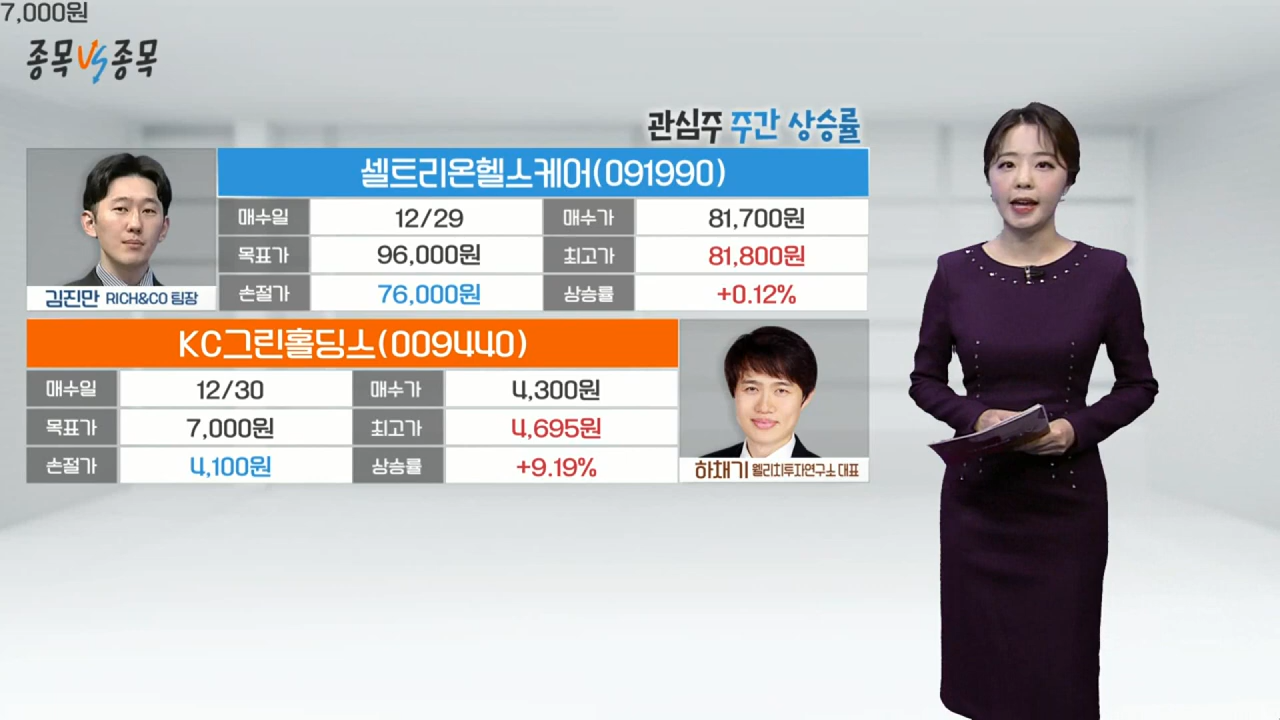 7,000원
종목VS종목
관심주 주간 상승률
셀트리온헬스케어(091990)
매수일 12/29 매수가 81,700원
목표가 96,000원 최고가 81,800원
손절가 76,000원 상승률 +0.12%
김진만 RICH&CO 팀장
KC그린홀딩스(009440)
매수일 12/30 매수가 4,300원
목표가 7,000원 최고가 4,695원
손절가 4,100원 상승률 +9.19%
하채기 웰리치투자연구소 대표